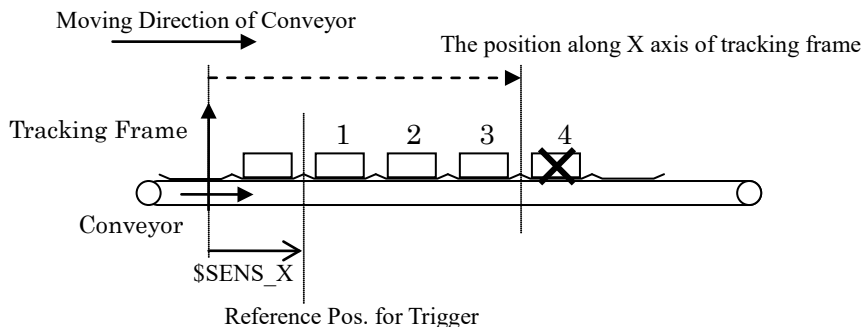 Moving Direction of Conveyor
The position along X axis of tracking frame
Tracking Frame
1 2 3 4
Conveyor
$SENS_X
Reference Pos. for Trigger